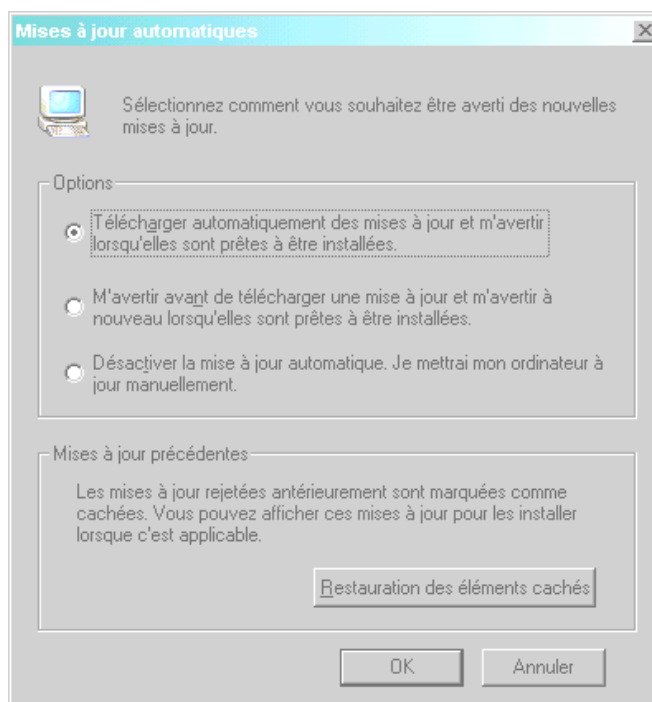 Mises à jour automatiques
Sélectionnez comment vous souhaitez être averti des nouvelles
mises à jour.
Options
Télécharger automatiquement des mises à jour et m'avertir
lorsqu'elles sont prêtes à être installées.
M'avertir avant de télécharger une mise à jour et m'avertir à
nouveau lorsqu'elles sont prêtes à être installées.
Désactiver la mise à jour automatique. Je mettrai mon ordinateur à
jour manuellement.
Mises à jour précédentes
Les mises à jour rejetées antérieurement sont marquées comme
cachées. Vous pouvez afficher ces mises à jour pour les installer
lorsque c'est applicable.
Restauration des éléments cachés
OK
Annuler